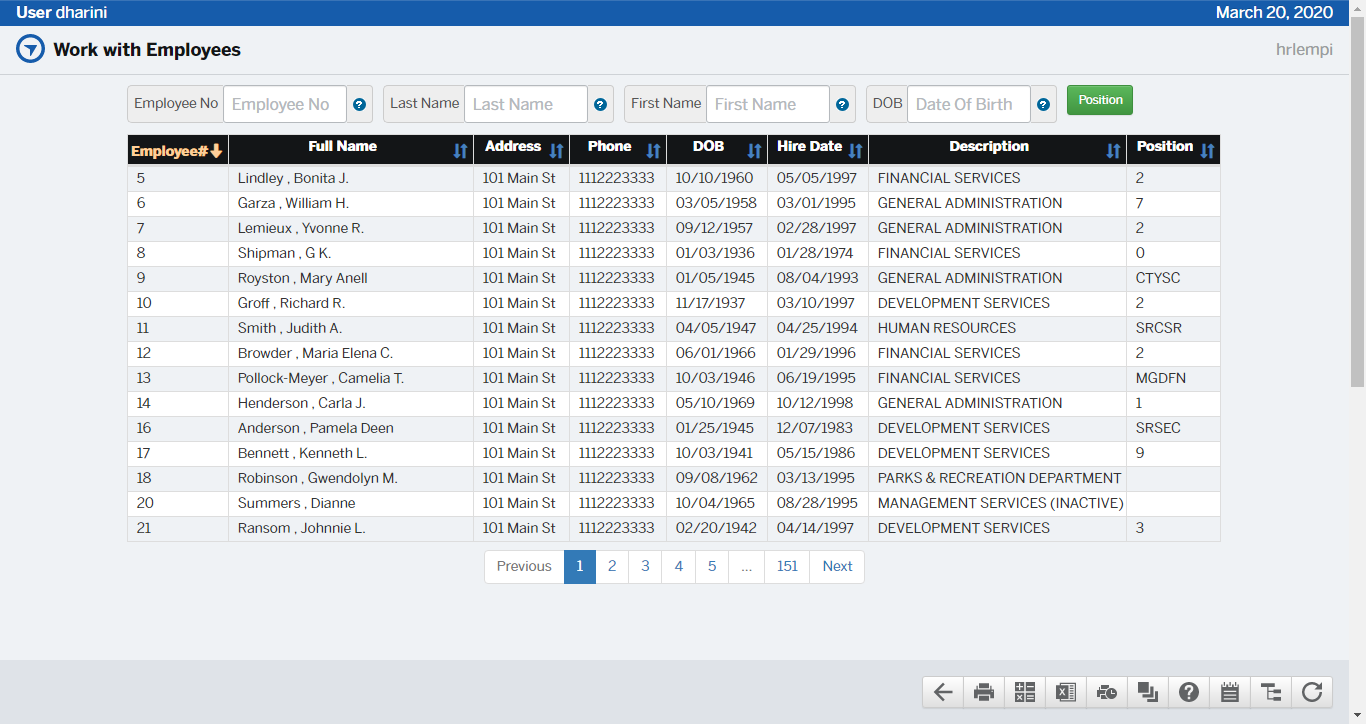 User dharini March 20, 2020
Work with Employees hrlempi
Employee No Employee No ? Last Name Last Name ? First Name First Name ? DOB Date Of Birth ? Position
Employee# Full Name Address Phone DOB Hire Date Description Position
5 Lindley , Bonita J. 101 Main St 1112223333 10/10/1960 05/05/1997 FINANCIAL SERVICES 2
6 Garza , William H. 101 Main St 1112223333 03/05/1958 03/01/1995 GENERAL ADMINISTRATION 7
7 Lemieux , Yvonne R. 101 Main St 1112223333 09/12/1957 02/28/1997 GENERAL ADMINISTRATION 2
8 Shipman , G K. 101 Main St 1112223333 01/03/1936 01/28/1974 FINANCIAL SERVICES 0
9 Royston , Mary Anell 101 Main St 1112223333 01/05/1945 08/04/1993 GENERAL ADMINISTRATION CTYSC
10 Groff , Richard R. 101 Main St 1112223333 11/17/1937 03/10/1997 DEVELOPMENT SERVICES 2
11 Smith , Judith A. 101 Main St 1112223333 04/05/1947 04/25/1994 HUMAN RESOURCES SRCSR
12 Browder , Maria Elena C. 101 Main St 1112223333 06/01/1966 01/29/1996 FINANCIAL SERVICES 2
13 Pollock-Meyer , Camelia T. 101 Main St 1112223333 10/03/1946 06/19/1995 FINANCIAL SERVICES MGDFN
14 Henderson , Carla J. 101 Main St 1112223333 05/10/1969 10/12/1998 GENERAL ADMINISTRATION 1
16 Anderson , Pamela Deen 101 Main St 1112223333 01/25/1945 12/07/1983 DEVELOPMENT SERVICES SRSEC
17 Bennett , Kenneth L. 101 Main St 1112223333 10/03/1941 05/15/1986 DEVELOPMENT SERVICES 9
18 Robinson , Gwendolyn M. 101 Main St 1112223333 09/08/1962 03/13/1995 PARKS & RECREATION DEPARTMENT
20 Summers , Dianne 101 Main St 1112223333 10/04/1965 08/28/1995 MANAGEMENT SERVICES (INACTIVE)
21 Ransom , Johnnie L. 101 Main St 1112223333 02/20/1942 04/14/1997 DEVELOPMENT SERVICES 3
Previous 1 2 3 4 5 ... 151 Next